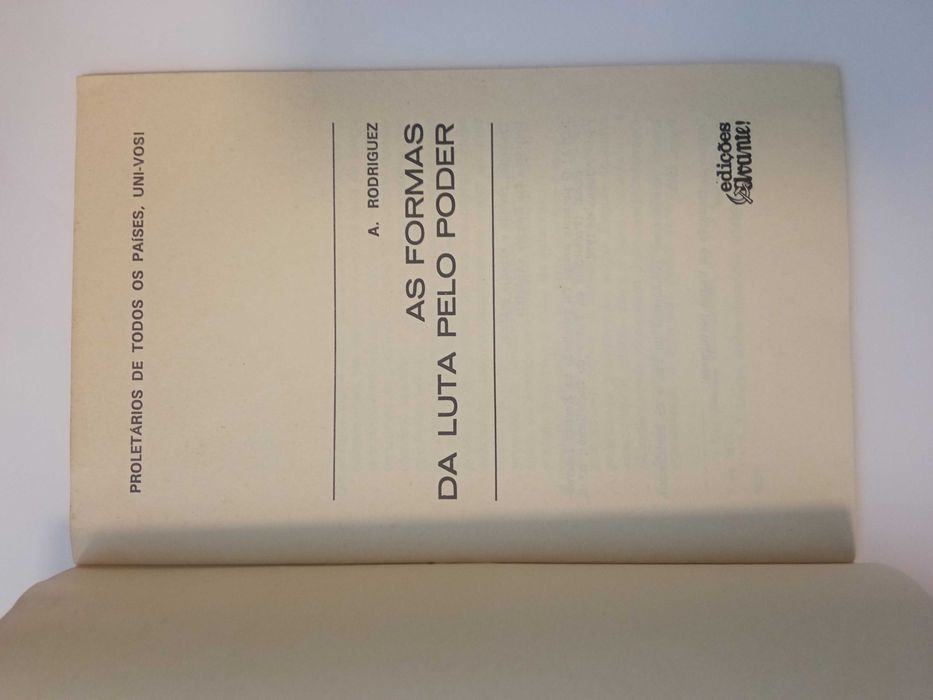 PROLETÁRIOS DE TODOS OS PAÍSES, UNI-VOS!
A. RODRIGUEZ
AS FORMAS
DA LUTA PELO PODER
edições
Avante!